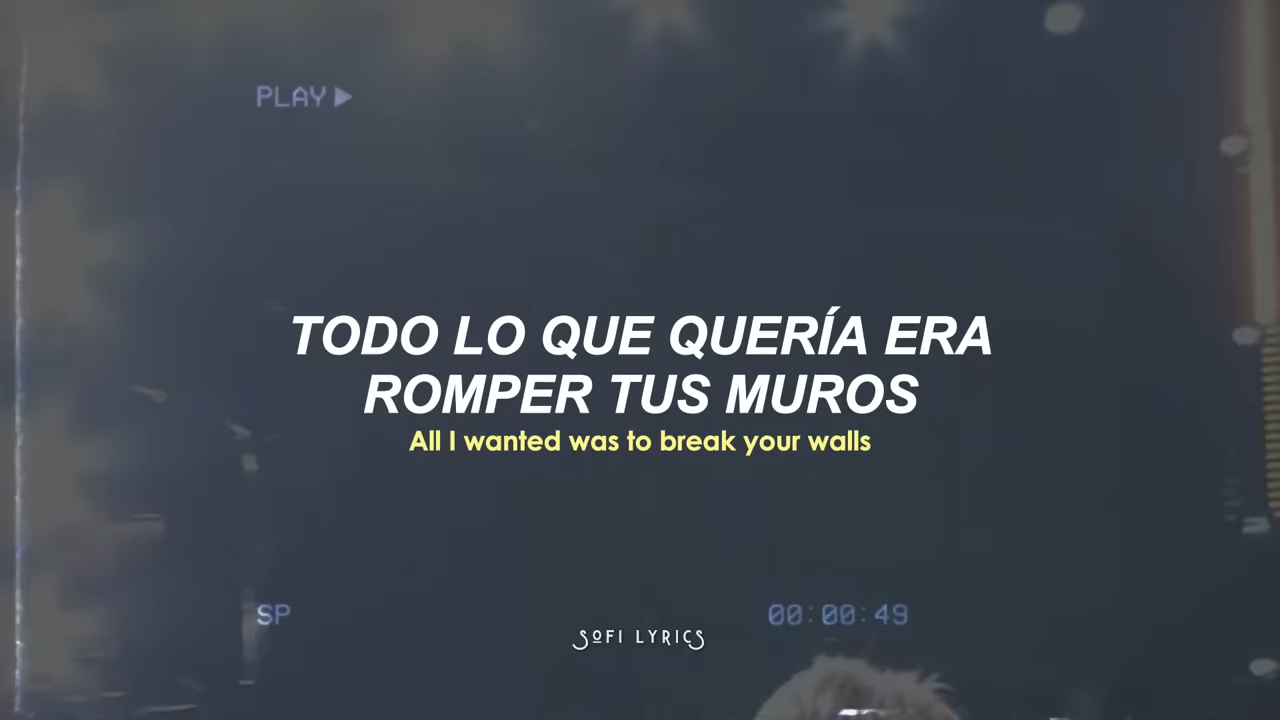 PLAY
TODO LO QUE QUERÍA ERA
ROMPER TUS MUROS
All I wanted was to break your walls
SP
00:00:49
SOFI LYRICS